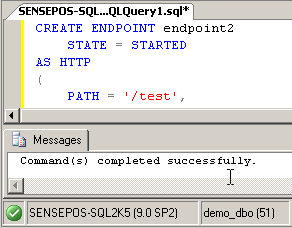 SENSEPOS-SQL...QLQuery1.sql*
CREATE ENDPOINT endpoint2
STATE = STARTED
AS HTTP
(
PATH = '/test',
Messages
Command(s) completed successfully.
SENSEPOS-SQL2K5 (9.0 SP2) demo_dbo (51)